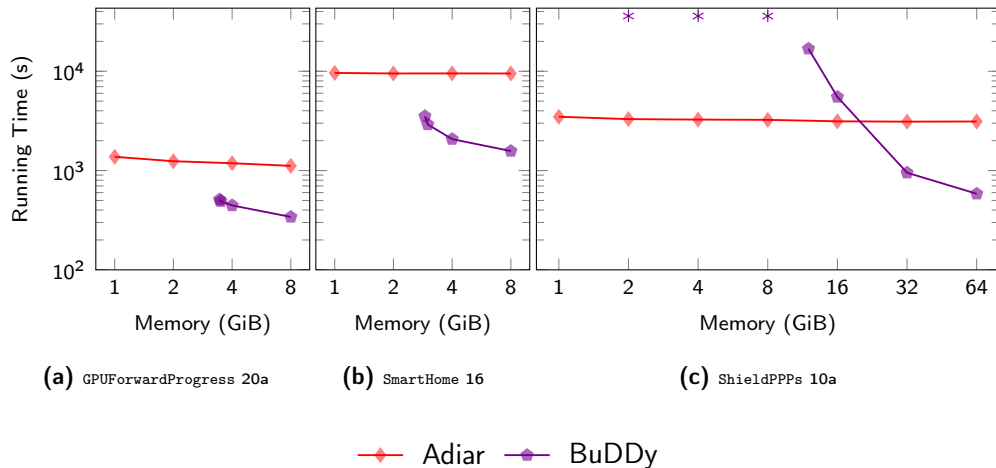 Running Time (s)
10^4
10^3
10^2
1 2 4 8
Memory (GiB)
1 2 4 8
Memory (GiB)
1 2 4 8 16 32 64
Memory (GiB)
(a) GPUForwardProgress 20a
(b) SmartHome 16
(c) ShieldPPPs 10a
Adiar BuDDy